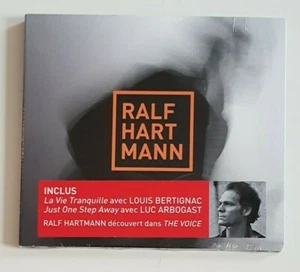 RALF
HART
MANN
INCLUS
La Vie Tranquille avec LOUIS BERTIGNAC
Just One Step Away avec LUC ARBOGAST
RALF HARTMANN découvert dans THE VOICE